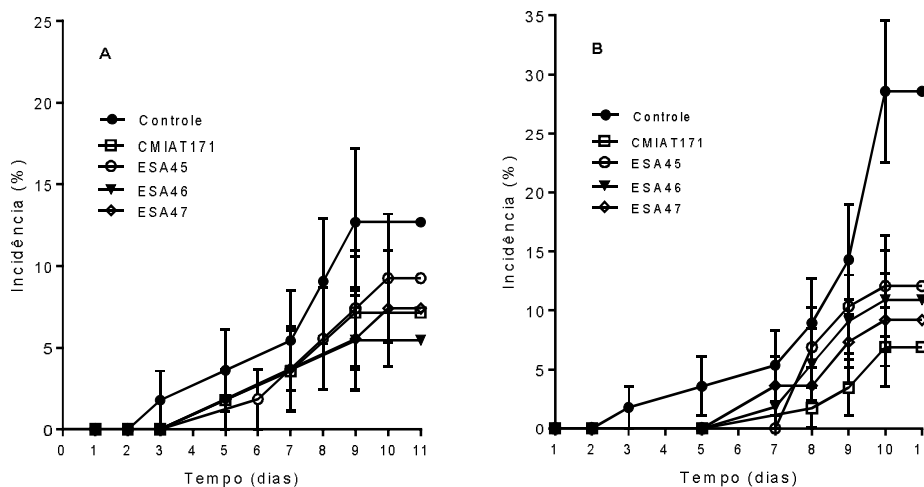 A
25
20
15
10
5
0
Incidência (%)
Controle
CMIAT171
ESA45
ESA46
ESA47
0 1 2 3 4 5 6 7 8 9 10 11
Tempo (dias)
B
35
30
25
20
15
10
5
0
Incidência (%)
Controle
CMIAT171
ESA45
ESA46
ESA47
1 2 3 4 5 6 7 8 9 10 1
Tempo (dias)